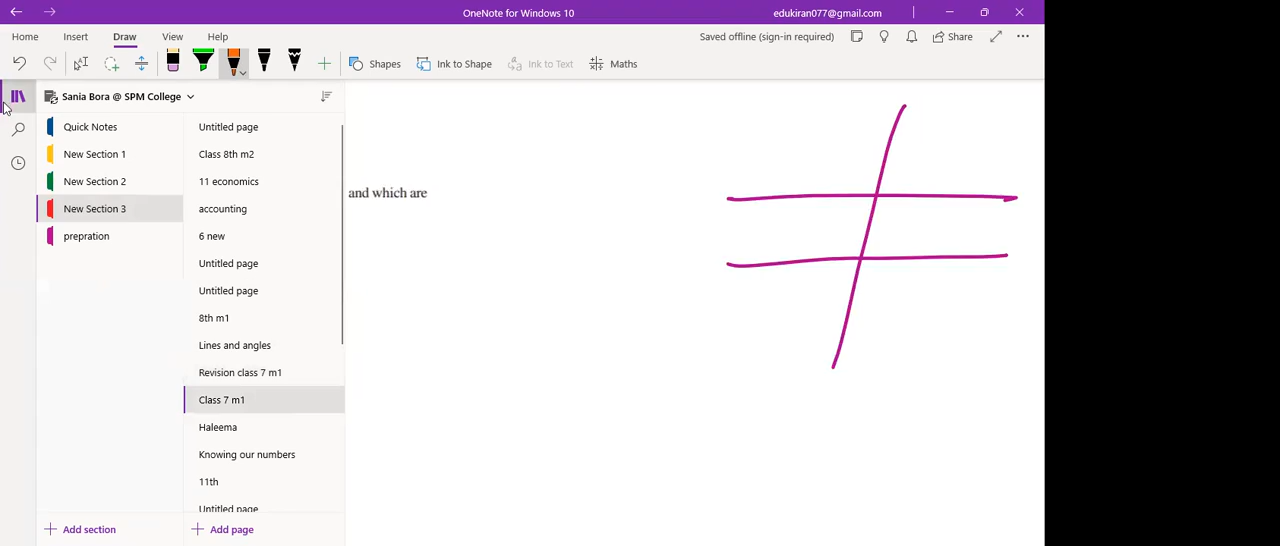 OneNote for Windows 10
edukiran077@gmail.com
Home
Insert
Draw
View
Help
Saved offline (sign-in required)
Share
Shapes
Ink to Shape
Ink to Text
Maths
Sania Bora @ SPM College
Quick Notes
New Section 1
New Section 2
New Section 3
prepration
Untitled page
Class 8th m2
11 economics
accounting
6 new
Untitled page
Untitled page
8th m1
Lines and angles
Revision class 7 m1
Class 7 m1
Haleema
Knowing our numbers
11th
Untitled page
Add section
Add page
and which are